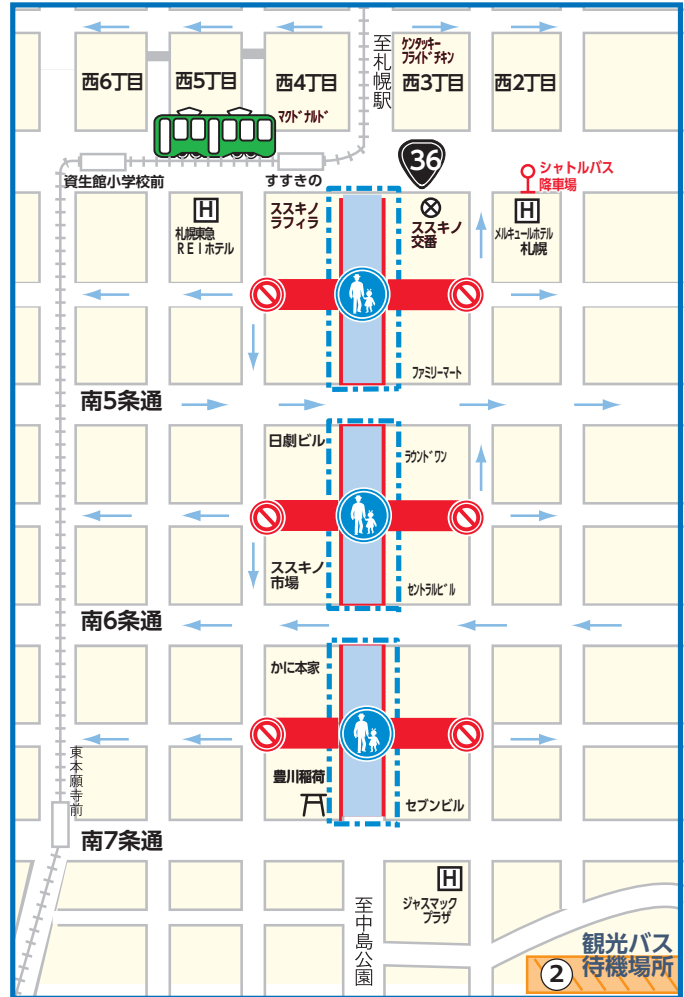 至札幌駅
ケンタッキー
フライドチキン
西6丁目
西5丁目
西4丁目
西3丁目
西2丁目
マクドナルド
36
シャトルバス
降車場
資生館小学校前
すすきの
ススキノ
ラフィラ
ススキノ
交番
H
札幌東急
REIホテル
H
メルキュールホテル
札幌
ファミリーマート
南5条通
日劇ビル
ラウンドワン
ススキノ
市場
セントラルビル
南6条通
かに本家
東本願寺前
豊川稲荷
セブンビル
南7条通
H
ジャスマック
プラザ
至中島公園
観光バス
待機場所
2